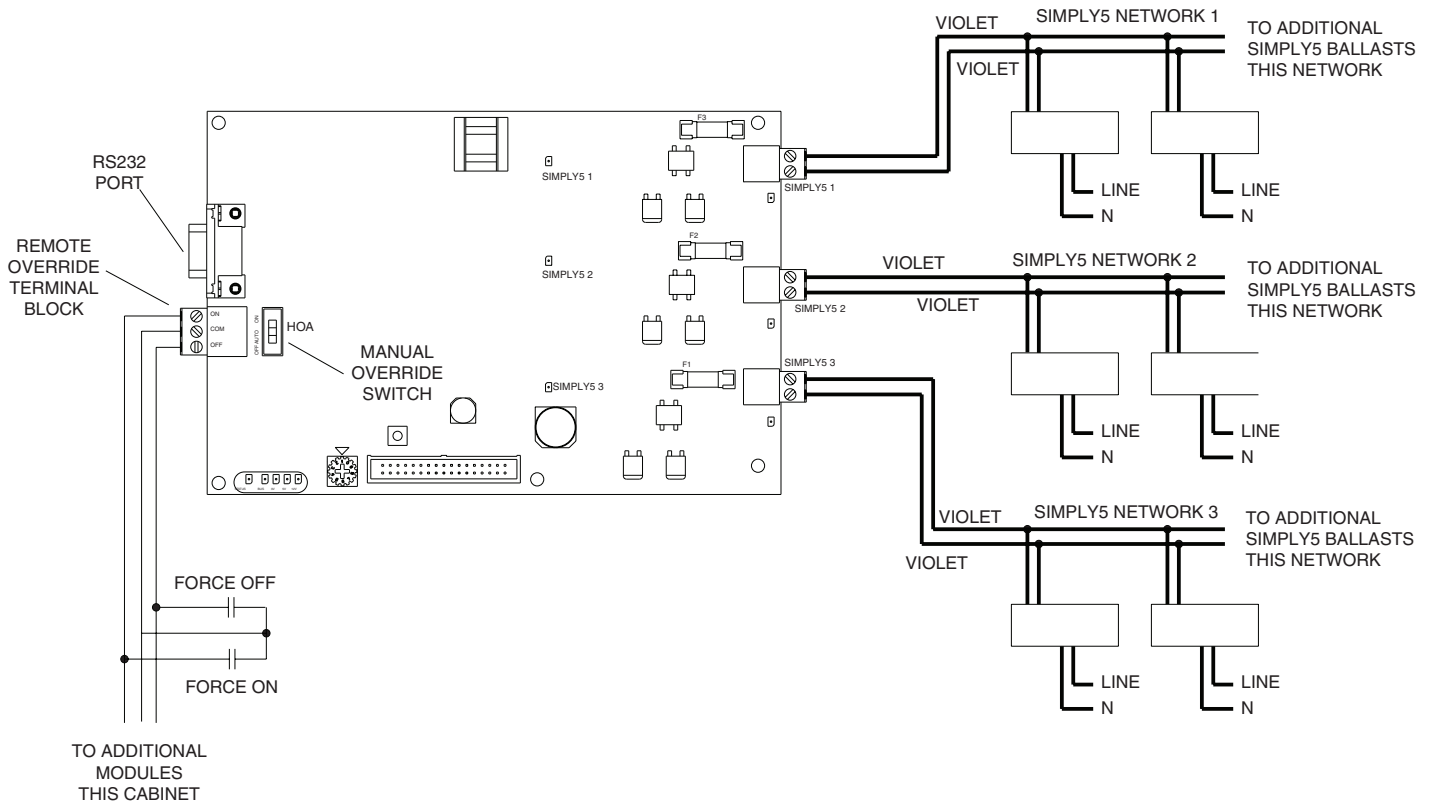 VIOLET
SIMPLY5 NETWORK 1
TO ADDITIONAL
SIMPLY5 BALLASTS
THIS NETWORK
VIOLET
F3
RS232
PORT
SIMPLY5 1
SIMPLY5 1
LINE
N
LINE
N
REMOTE
OVERRIDE
TERMINAL
BLOCK
F2
SIMPLY5 2
VIOLET
SIMPLY5 NETWORK 2
TO ADDITIONAL
SIMPLY5 BALLASTS
THIS NETWORK
VIOLET
SIMPLY5 2
ON
COM
OFF
OFF AUTO ON
HOA
MANUAL
OVERRIDE
SWITCH
F1
SIMPLY5 3
SIMPLY5 3
LINE
N
LINE
N
VIOLET
SIMPLY5 NETWORK 3
TO ADDITIONAL
SIMPLY5 BALLASTS
THIS NETWORK
VIOLET
FORCE OFF
FORCE ON
LINE
N
LINE
N
TO ADDITIONAL
MODULES
THIS CABINET